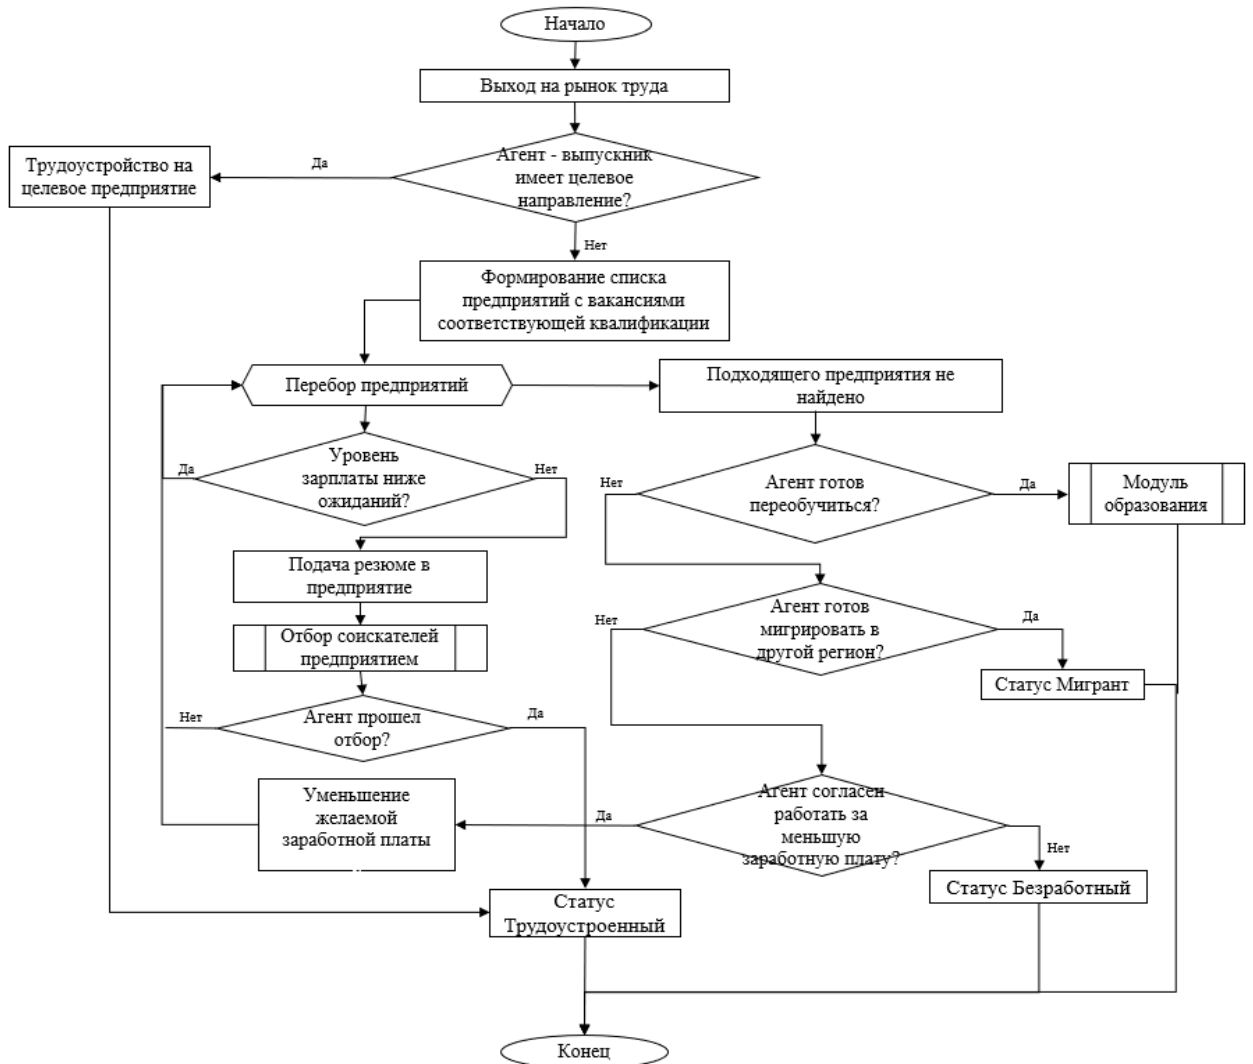 Начало
Выход на рынок труда
Агент - выпускник
имеет целевое
направление?
Да
Трудоустройство на
целевое предприятие
Нет
Формирование списка
предприятий с вакансиями
соответствующей квалификации
Перебор предприятий
Подходящего предприятия не
найдено
Уровень
зарплаты ниже
ожиданий?
Да
Нет
Агент готов
переобучиться?
Нет
Да
Модуль
образования
Подача резюме в
предприятие
Отбор соискателей
предприятием
Агент готов
мигрировать в
другой регион?
Нет
Да
Статус Мигрант
Агент прошел
отбор?
Нет
Да
Уменьшение
желаемой
заработной платы
Агент согласен
работать за
меньшую
заработную плату?
Да
Нет
Статус Безработный
Статус
Трудоустроенный
Конец